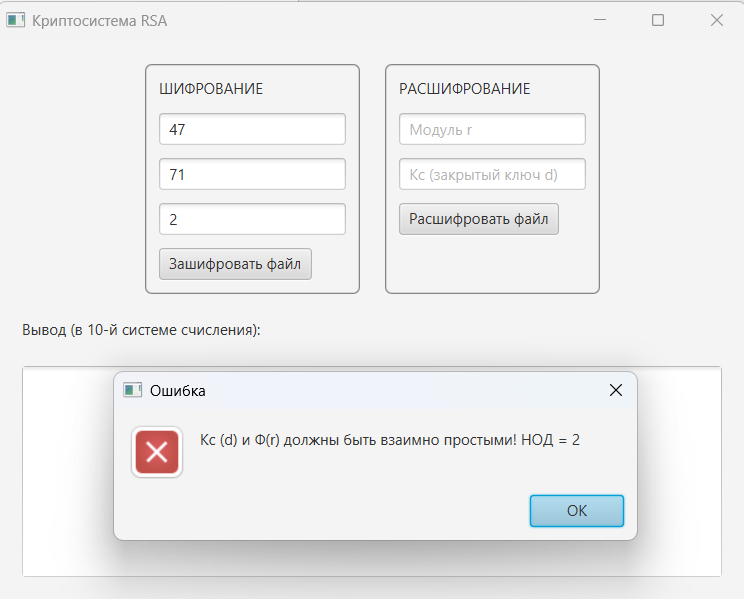 Криптосистема RSA
ШИФРОВАНИЕ
47
71
2
Зашифровать файл
РАСШИФРОВАНИЕ
Модуль r
Кс (закрытый ключ d)
Расшифровать файл
Вывод (в 10-й системе счисления):
Ошибка
Кс (d) и Ф(r) должны быть взаимно простыми! НОД = 2
ОК